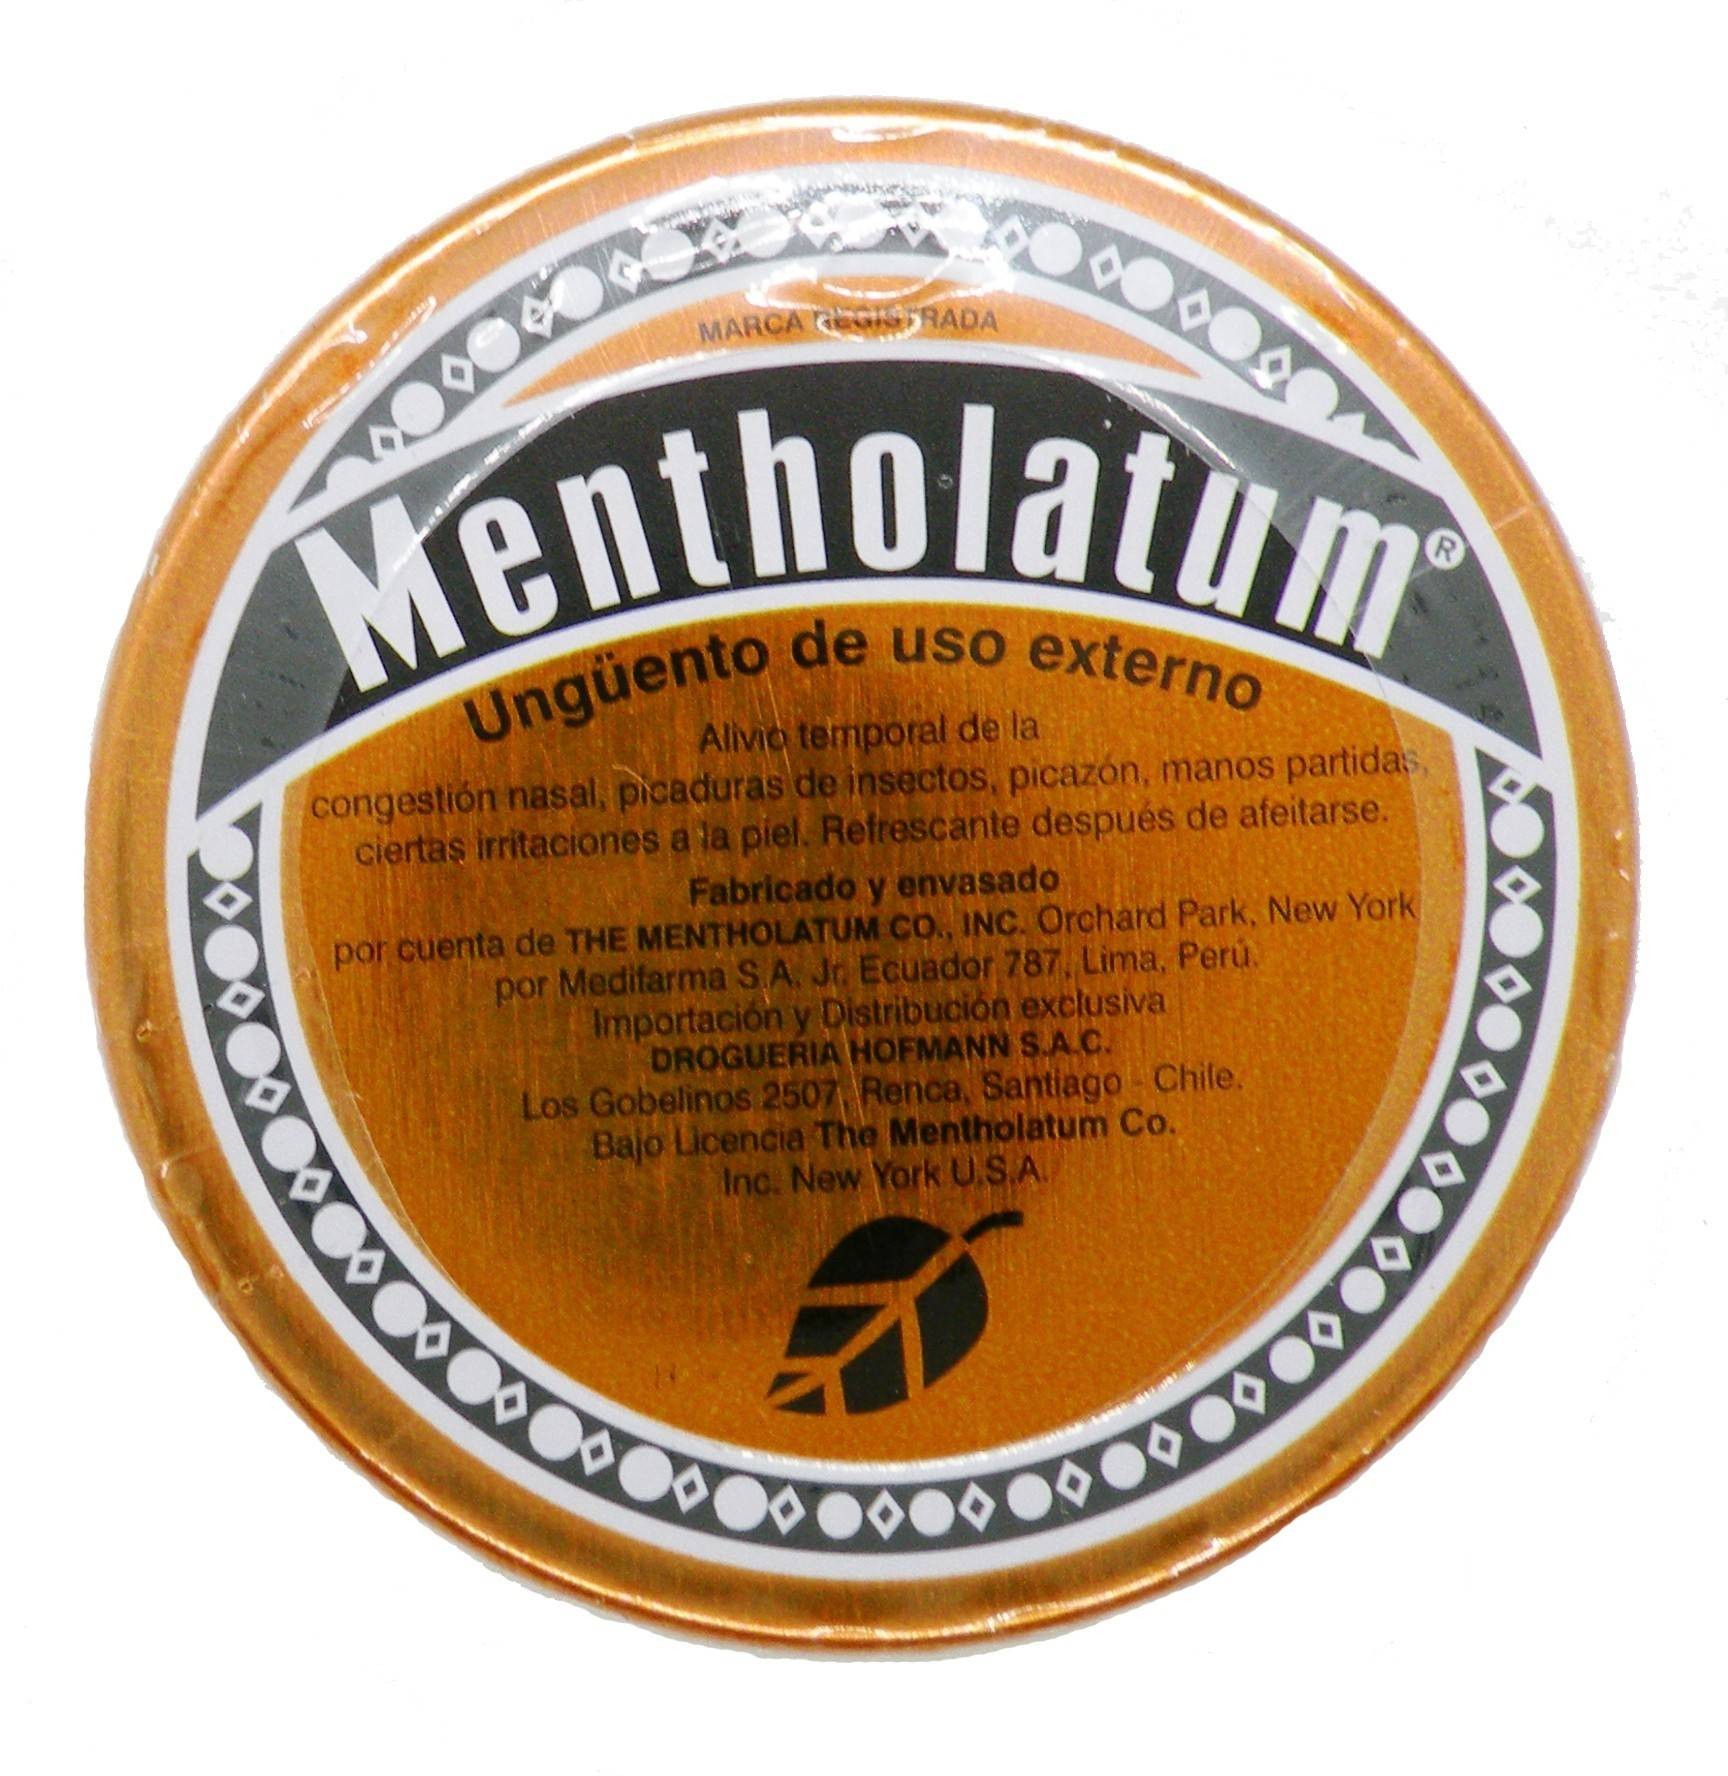 MARCA REGISTRADA
Mentholatum®
Ungüento de uso externo
Alivio temporal de la
congestión nasal, picaduras de insectos, picazón, manos partidas,
ciertas irritaciones a la piel. Refrescante después de afeitarse.
Fabricado y envasado
por cuenta de THE MENTHOLATUM CO., INC. Orchard Park, New York
por Medifarma S.A. Jr. Ecuador 787, Lima, Perú.
Importación y Distribución exclusiva
DROGUERIA HOFMANN S.A.C.
Los Gobelinos 2507, Renca, Santiago - Chile.
Bajo Licencia The Mentholatum Co.
Inc. New York U.S.A.